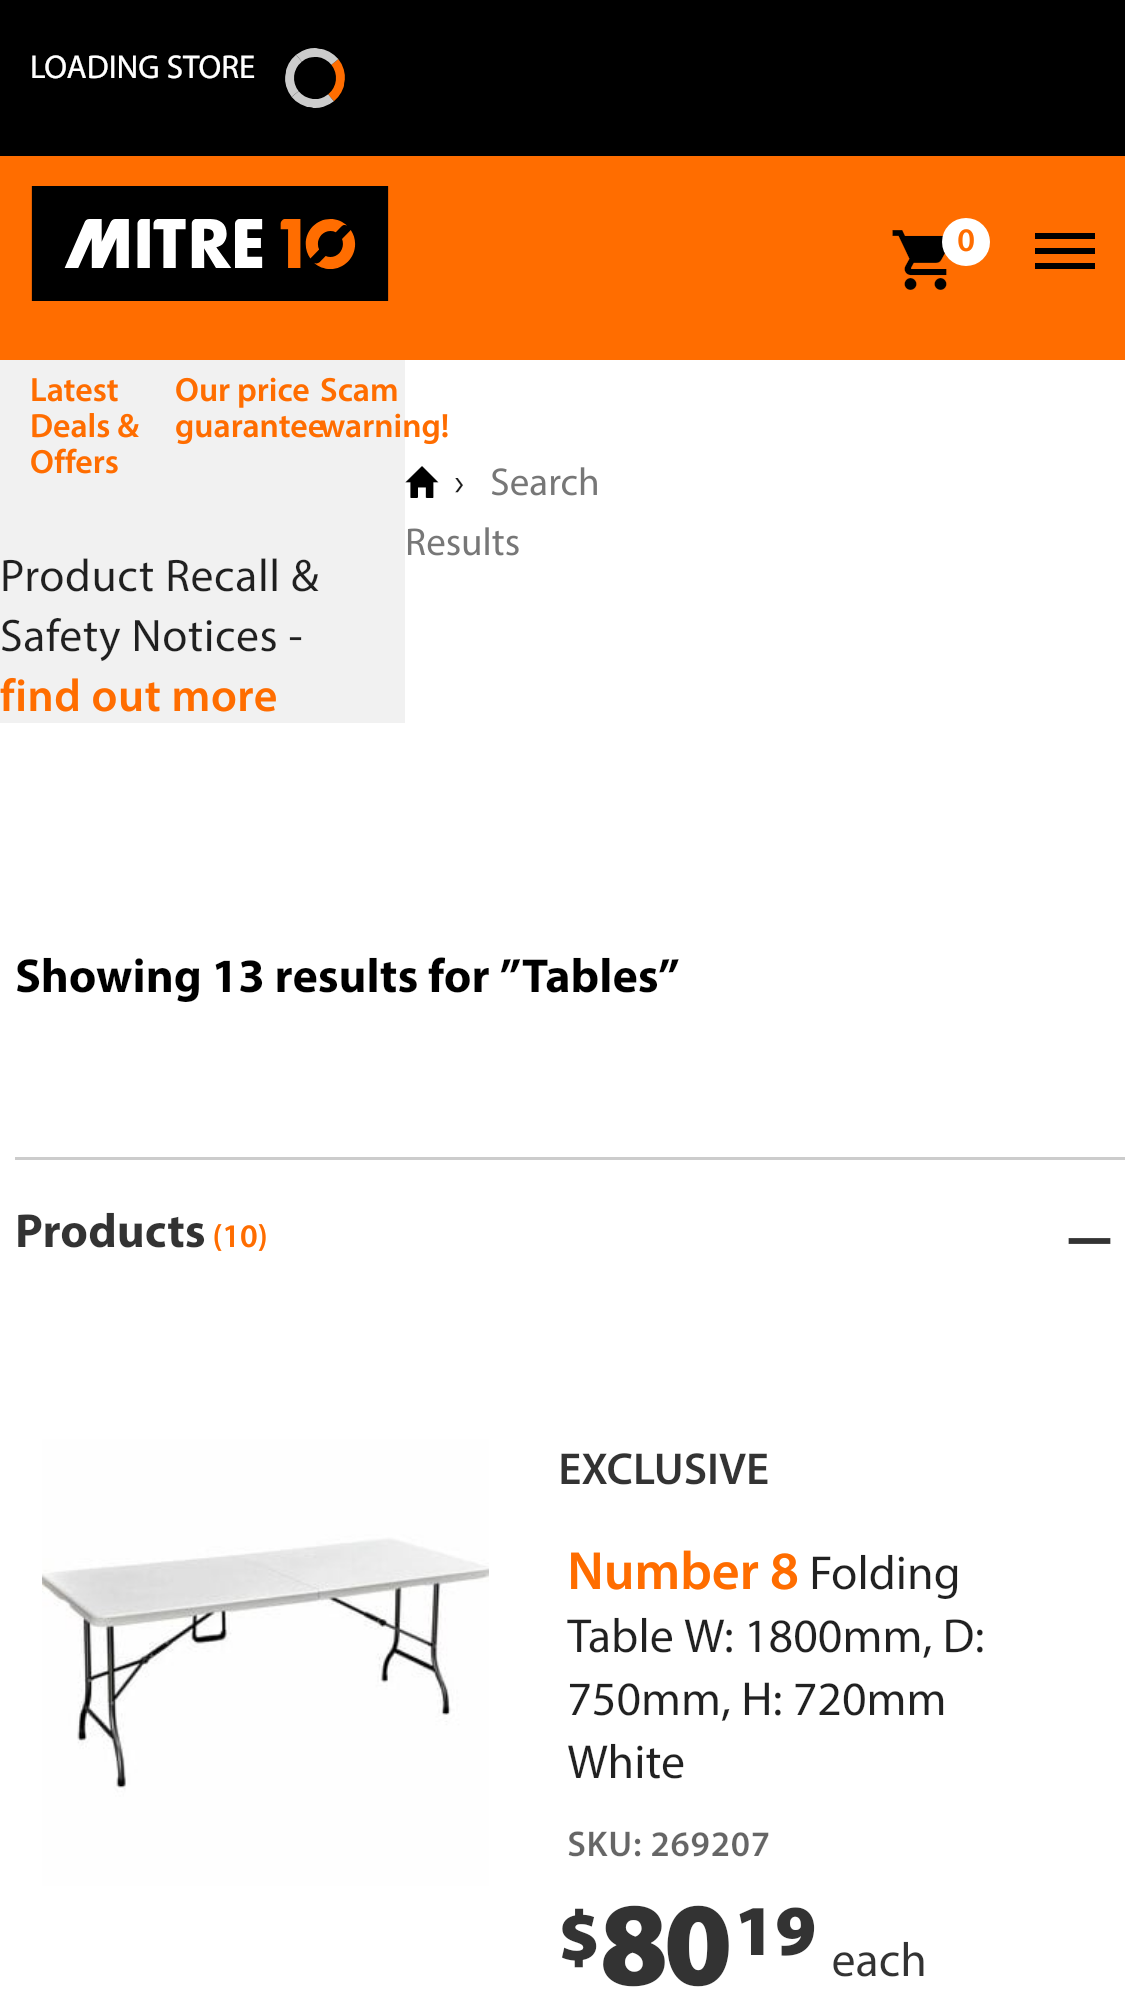 LOADING STORE
MITRE 10
0
Latest
Deals &
Offers
Our price
guarantee
Scam
warning!
› Search
Results
Product Recall &
Safety Notices -
find out more
Showing 13 results for ”Tables”
Products (10)
EXCLUSIVE
Number 8 Folding
Table W: 1800mm, D:
750mm, H: 720mm
White
SKU: 269207
$80 19 each